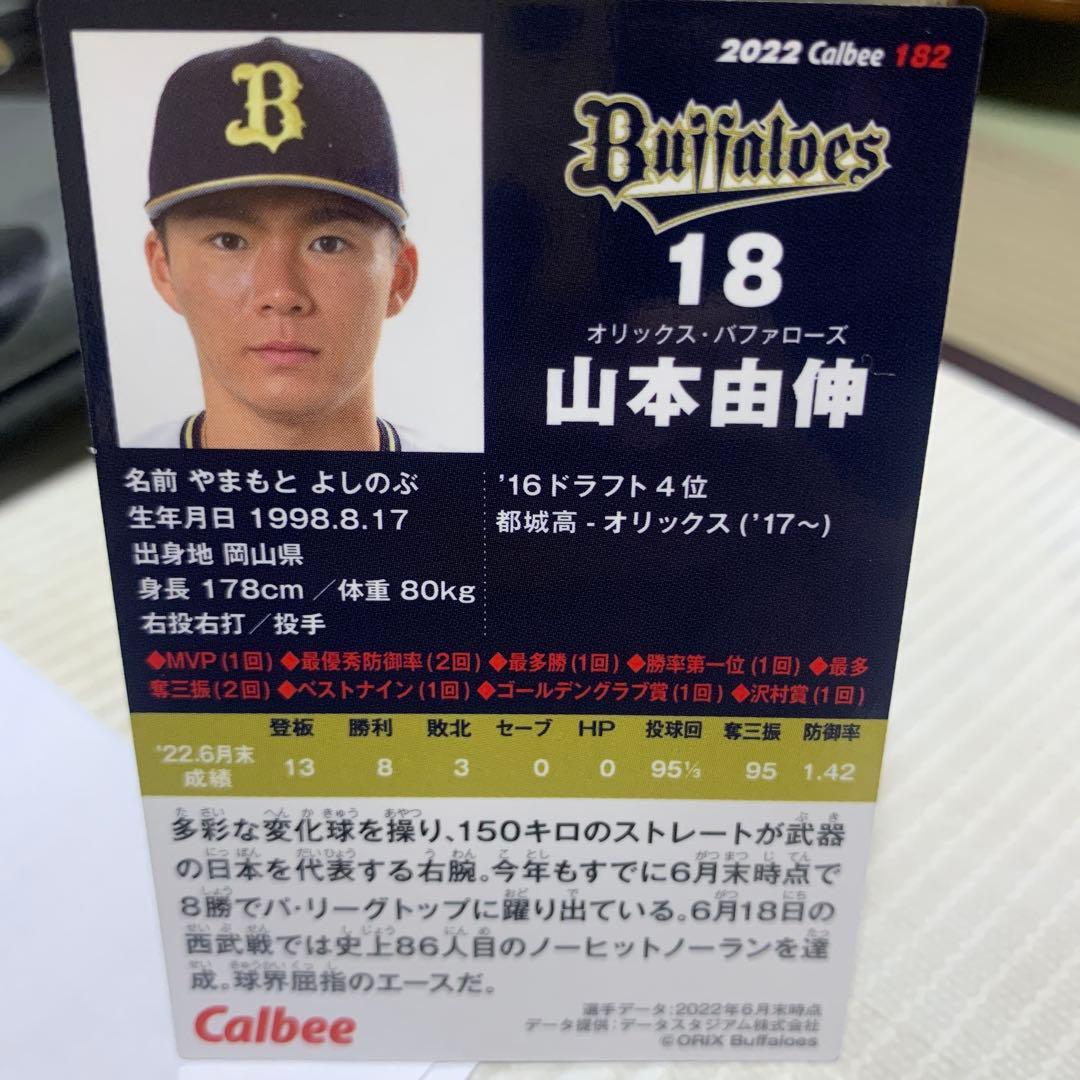 2022 Calbee 182
B
Buffaloes
18
オリックス・バファローズ
山本由伸
名前 やまもと よしのぶ
生年月日 1998.8.17
出身地 岡山県
身長 178cm／体重 80kg
右投右打／投手
'16ドラフト4位
都城高 - オリックス ('17～)
◆MVP(1回)◆最優秀防御率(2回)◆最多勝(1回)◆勝率第一位(1回)◆最多
奪三振(2回)◆ベストナイン(1回)◆ゴールデングラブ賞(1回)◆沢村賞(1回)
登板 勝利 敗北 セーブ HP 投球回 奪三振 防御率
'22.6月末成績 13 8 3 0 0 95⅓ 95 1.42
多彩な変化球を操り、150キロのストレートが武器
の日本を代表する右腕。今年もすでに6月末時点で
8勝でパ・リーグトップに躍り出ている。6月18日の
西武戦では史上86人目のノーヒットノーランを達
成。球界屈指のエースだ。
Calbee
選手データ：2022年6月末時点
データ提供：データスタジアム株式会社
©ORIX Buffaloes